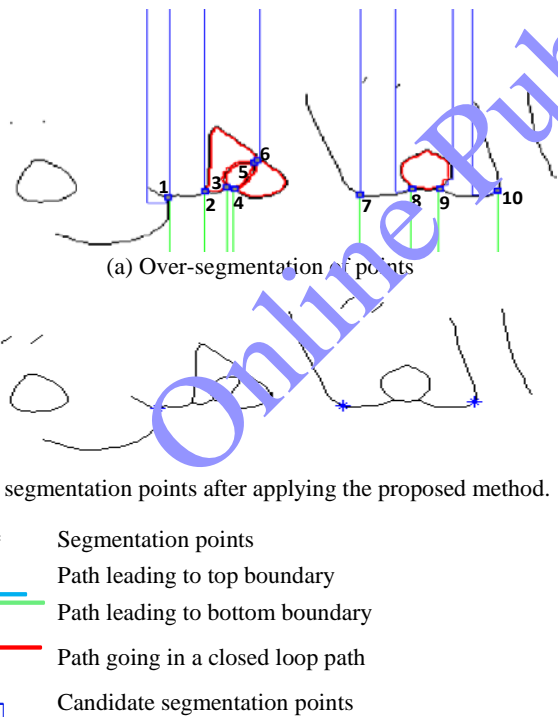 1 2 3 4 5 6 7 8 9 10
(a) Over-segmentation of points
segmentation points after applying the proposed method.
Segmentation points
Path leading to top boundary
Path leading to bottom boundary
Path going in a closed loop path
Candidate segmentation points
Online Pub